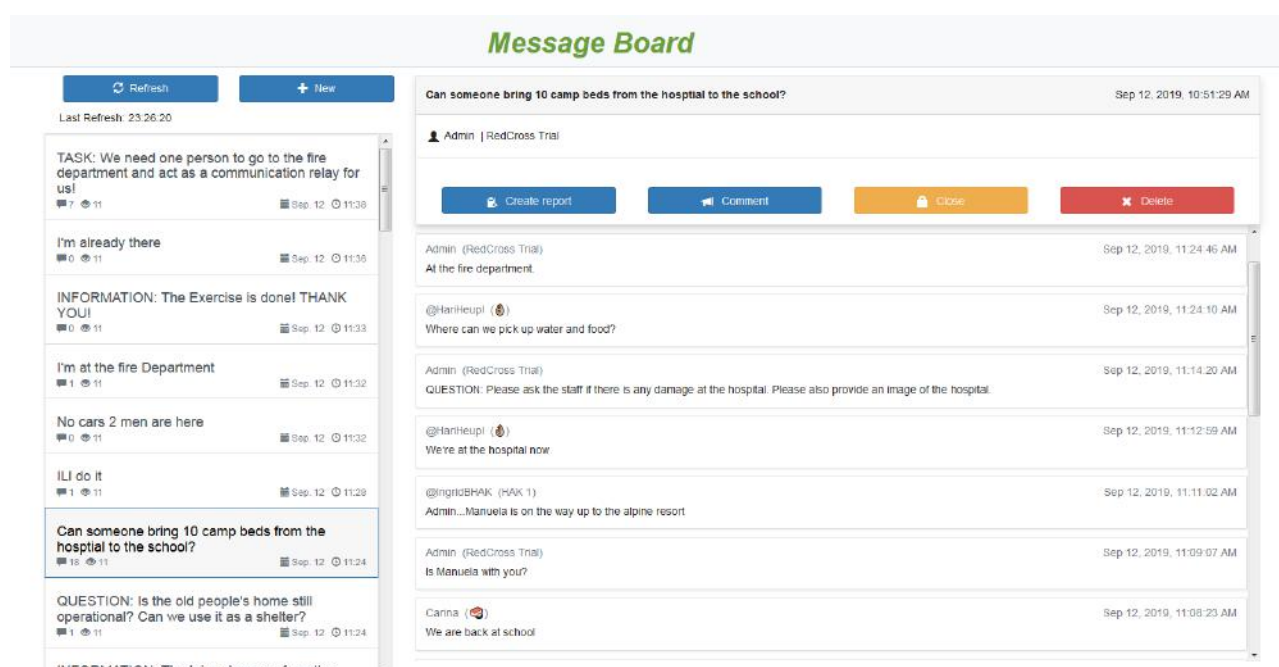 Message Board
Refresh
New
Last Refresh: 23:26:20
TASK: We need one person to go to the fire
department and act as a communication relay for
us!
7 11 Sep. 12 11:38
I'm already there
0 11 Sep. 12 11:36
INFORMATION: The Exercise is done! THANK
YOU!
0 11 Sep. 12 11:33
I'm at the fire Department
1 11 Sep. 12 11:32
No cars 2 men are here
0 11 Sep. 12 11:32
ILI do it
1 11 Sep. 12 11:28
Can someone bring 10 camp beds from the
hosptial to the school?
18 11 Sep. 12 11:24
QUESTION: Is the old people's home still
operational? Can we use it as a shelter?
1 11 Sep. 12 11:24
Can someone bring 10 camp beds from the hosptial to the school? Sep 12, 2019, 10:51:29 AM
Admin | RedCross Trial
Create report
Comment
Close
Delete
Admin (RedCross Trial) Sep 12, 2019, 11:24:46 AM
At the fire department.
@HariHeupl () Sep 12, 2019, 11:24:10 AM
Where can we pick up water and food?
Admin (RedCross Trial) Sep 12, 2019, 11:14:20 AM
QUESTION: Please ask the staff if there is any damage at the hospital. Please also provide an image of the hospital.
@HariHeupl () Sep 12, 2019, 11:12:59 AM
We're at the hospital now
@IngridBHAK (HAK 1) Sep 12, 2019, 11:11:02 AM
Admin...Manuela is on the way up to the alpine resort
Admin (RedCross Trial) Sep 12, 2019, 11:09:07 AM
Is Manuela with you?
Carina () Sep 12, 2019, 11:08:23 AM
We are back at school